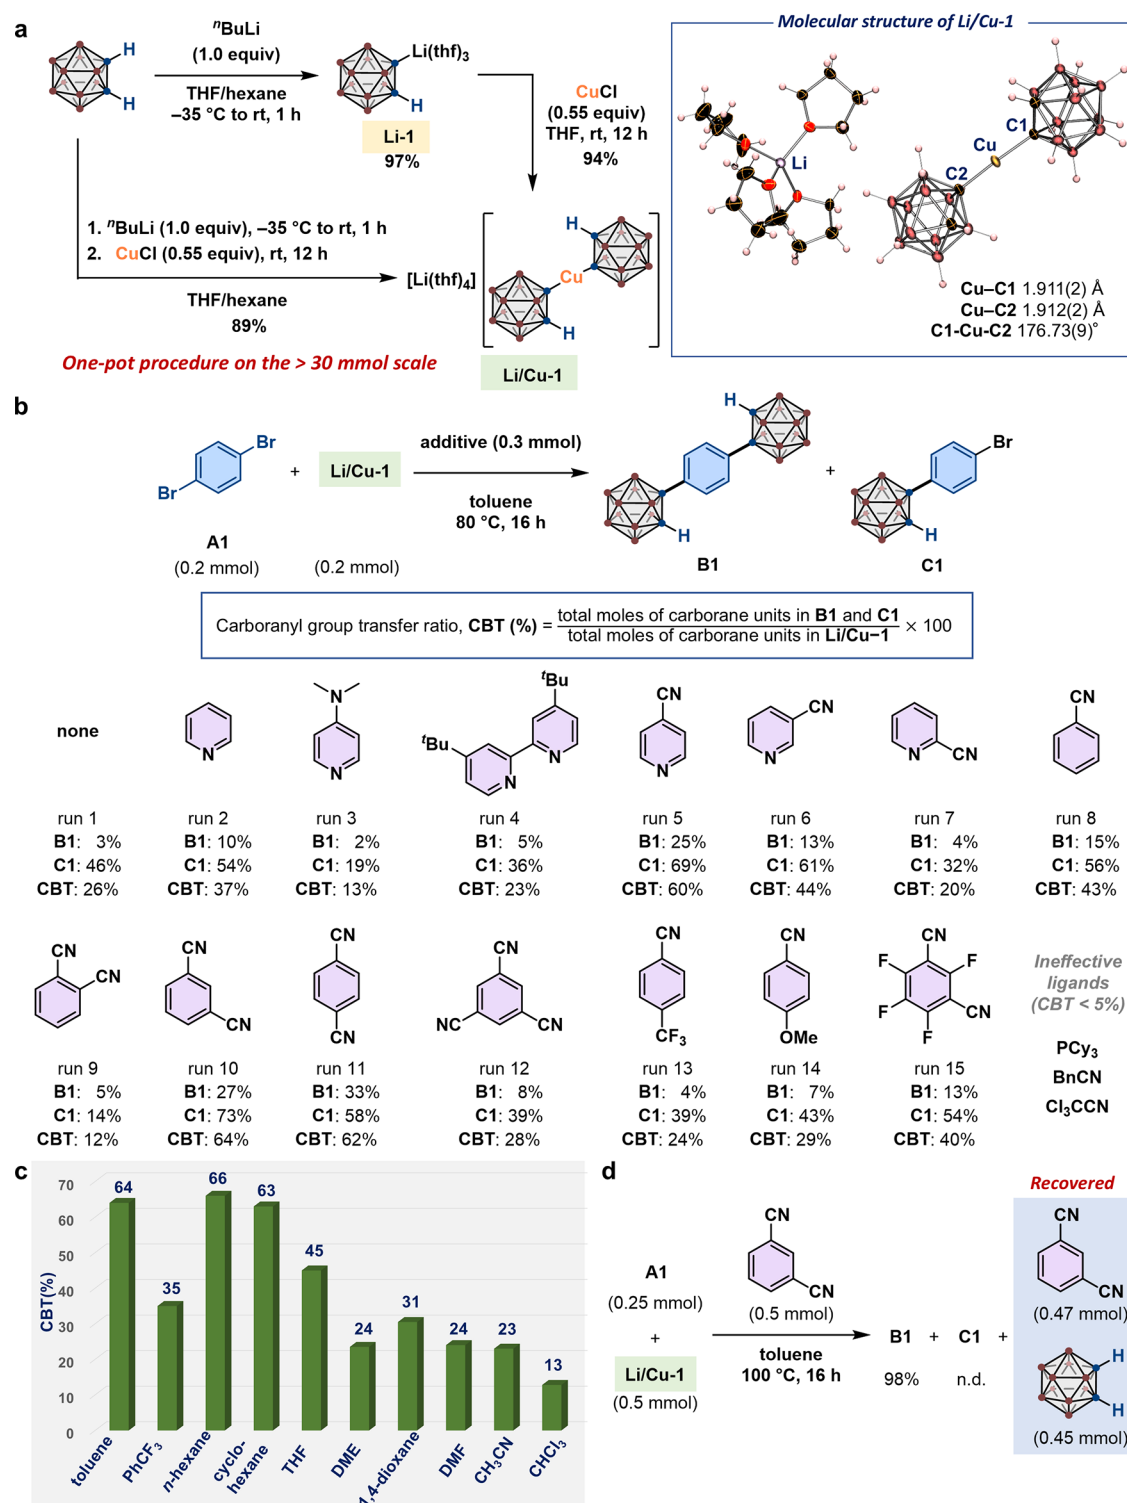 a
ⁿBuLi
(1.0 equiv)
THF/hexane
–35 °C to rt, 1 h
H
H
Li(thf)₃
H
Li-1
97%
CuCl
(0.55 equiv)
THF, rt, 12 h
94%
1. ⁿBuLi (1.0 equiv), –35 °C to rt, 1 h
2. CuCl (0.55 equiv), rt, 12 h
THF/hexane
89%
[Li(thf)₄]
H
Cu
H
Li/Cu-1
One-pot procedure on the > 30 mmol scale
Molecular structure of Li/Cu-1
Li
Cu
C1
C2
Cu–C1 1.911(2) Å
Cu–C2 1.912(2) Å
C1-Cu-C2 176.73(9)°
b
Br
Br
A1
(0.2 mmol)
+
Li/Cu-1
(0.2 mmol)
additive (0.3 mmol)
toluene
80 °C, 16 h
H
H
B1
+
Br
H
C1
Carboranyl group transfer ratio, CBT (%) = total moles of carborane units in B1 and C1 / total moles of carborane units in Li/Cu−1 × 100
none
N
N
N
ᵗBu
ᵗBu
N
N
CN
N
CN
N
N
CN
CN
run 1 run 2 run 3 run 4 run 5 run 6 run 7 run 8
B1: 3% B1: 10% B1: 2% B1: 5% B1: 25% B1: 13% B1: 4% B1: 15%
C1: 46% C1: 54% C1: 19% C1: 36% C1: 69% C1: 61% C1: 32% C1: 56%
CBT: 26% CBT: 37% CBT: 13% CBT: 23% CBT: 60% CBT: 44% CBT: 20% CBT: 43%
CN
CN
CN
CN
CN
CN
CN
NC
CN
CN
CF₃
CN
OMe
CN
F
F
F
CN
F
run 9 run 10 run 11 run 12 run 13 run 14 run 15
B1: 5% B1: 27% B1: 33% B1: 8% B1: 4% B1: 7% B1: 13%
C1: 14% C1: 73% C1: 58% C1: 39% C1: 39% C1: 43% C1: 54%
CBT: 12% CBT: 64% CBT: 62% CBT: 28% CBT: 24% CBT: 29% CBT: 40%
Ineffective
ligands
(CBT < 5%)
PCy₃
BnCN
Cl₃CCN
c
CBT(%)
70
60
50
40
30
20
10
0
64
35
66
63
45
24
31
24
23
13
toluene
PhCF₃
n-hexane
cyclo-
hexane
THF
DME
1,4-dioxane
DMF
CH₃CN
CHCl₃
d
A1
(0.25 mmol)
+
Li/Cu-1
(0.5 mmol)
CN
CN
(0.5 mmol)
toluene
100 °C, 16 h
B1 + C1 +
98% n.d.
Recovered
CN
CN
(0.47 mmol)
H
H
(0.45 mmol)